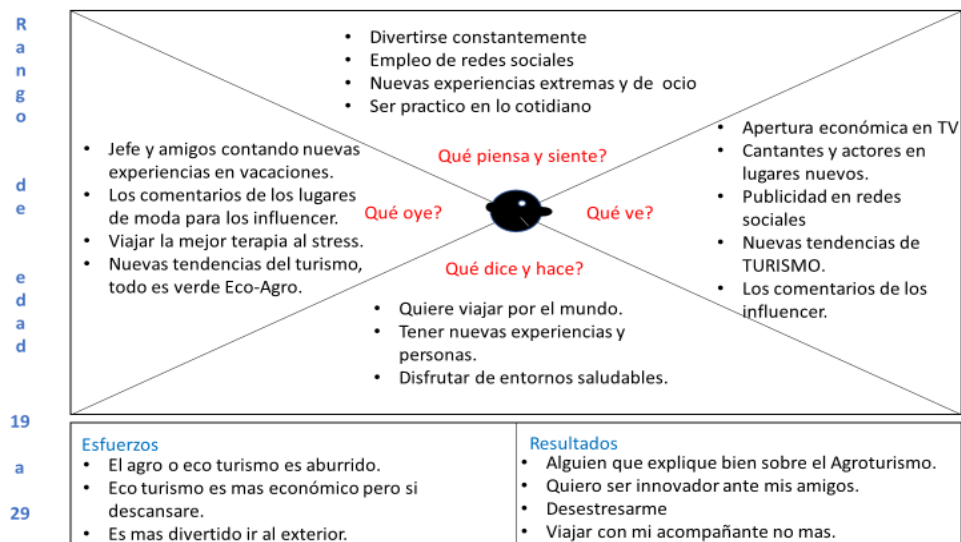 Rango
de
edad
19
a
29
• Divertirse constantemente
• Empleo de redes sociales
• Nuevas experiencias extremas y de ocio
• Ser practico en lo cotidiano
Qué piensa y siente?
• Jefe y amigos contando nuevas
experiencias en vacaciones.
• Los comentarios de los lugares
de moda para los influencer.
• Viajar la mejor terapia al stress.
• Nuevas tendencias del turismo,
todo es verde Eco-Agro.
Qué oye?
Qué ve?
• Apertura económica en TV
• Cantantes y actores en
lugares nuevos.
• Publicidad en redes
sociales
• Nuevas tendencias de
TURISMO.
• Los comentarios de los
influencer.
Qué dice y hace?
• Quiere viajar por el mundo.
• Tener nuevas experiencias y
personas.
• Disfrutar de entornos saludables.
Esfuerzos
• El agro o eco turismo es aburrido.
• Eco turismo es mas económico pero si
descansare.
• Es mas divertido ir al exterior.
Resultados
• Alguien que explique bien sobre el Agroturismo.
• Quiero ser innovador ante mis amigos.
• Desestresarme
• Viajar con mi acompañante no mas.